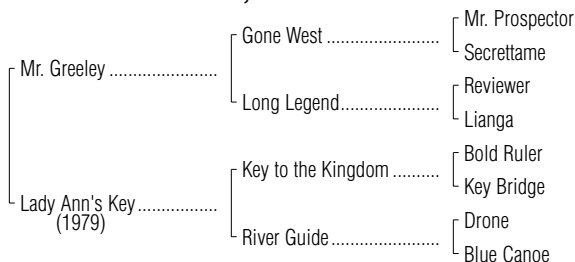 Mr. Prospector
Gone West
Secrettame
Mr. Greeley
Reviewer
Long Legend
Lianga
Bold Ruler
Key to the Kingdom
Key Bridge
Lady Ann's Key
(1979)
Drone
River Guide
Blue Canoe